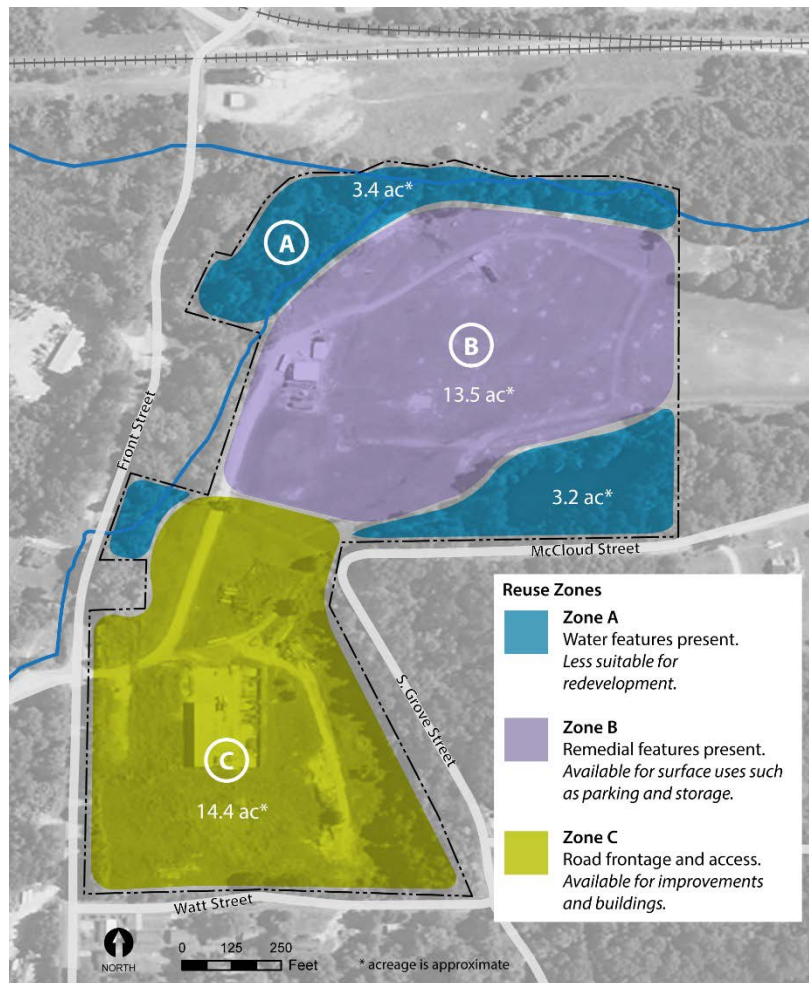 3.4 ac*
A
B
13.5 ac*
Front Street
3.2 ac*
McCloud Street
S. Grove Street
C
14.4 ac*
Watt Street
Reuse Zones
Zone A
Water features present.
Less suitable for
redevelopment.
Zone B
Remedial features present.
Available for surface uses such
as parking and storage.
Zone C
Road frontage and access.
Available for improvements
and buildings.
NORTH
0 125 250
Feet
* acreage is approximate